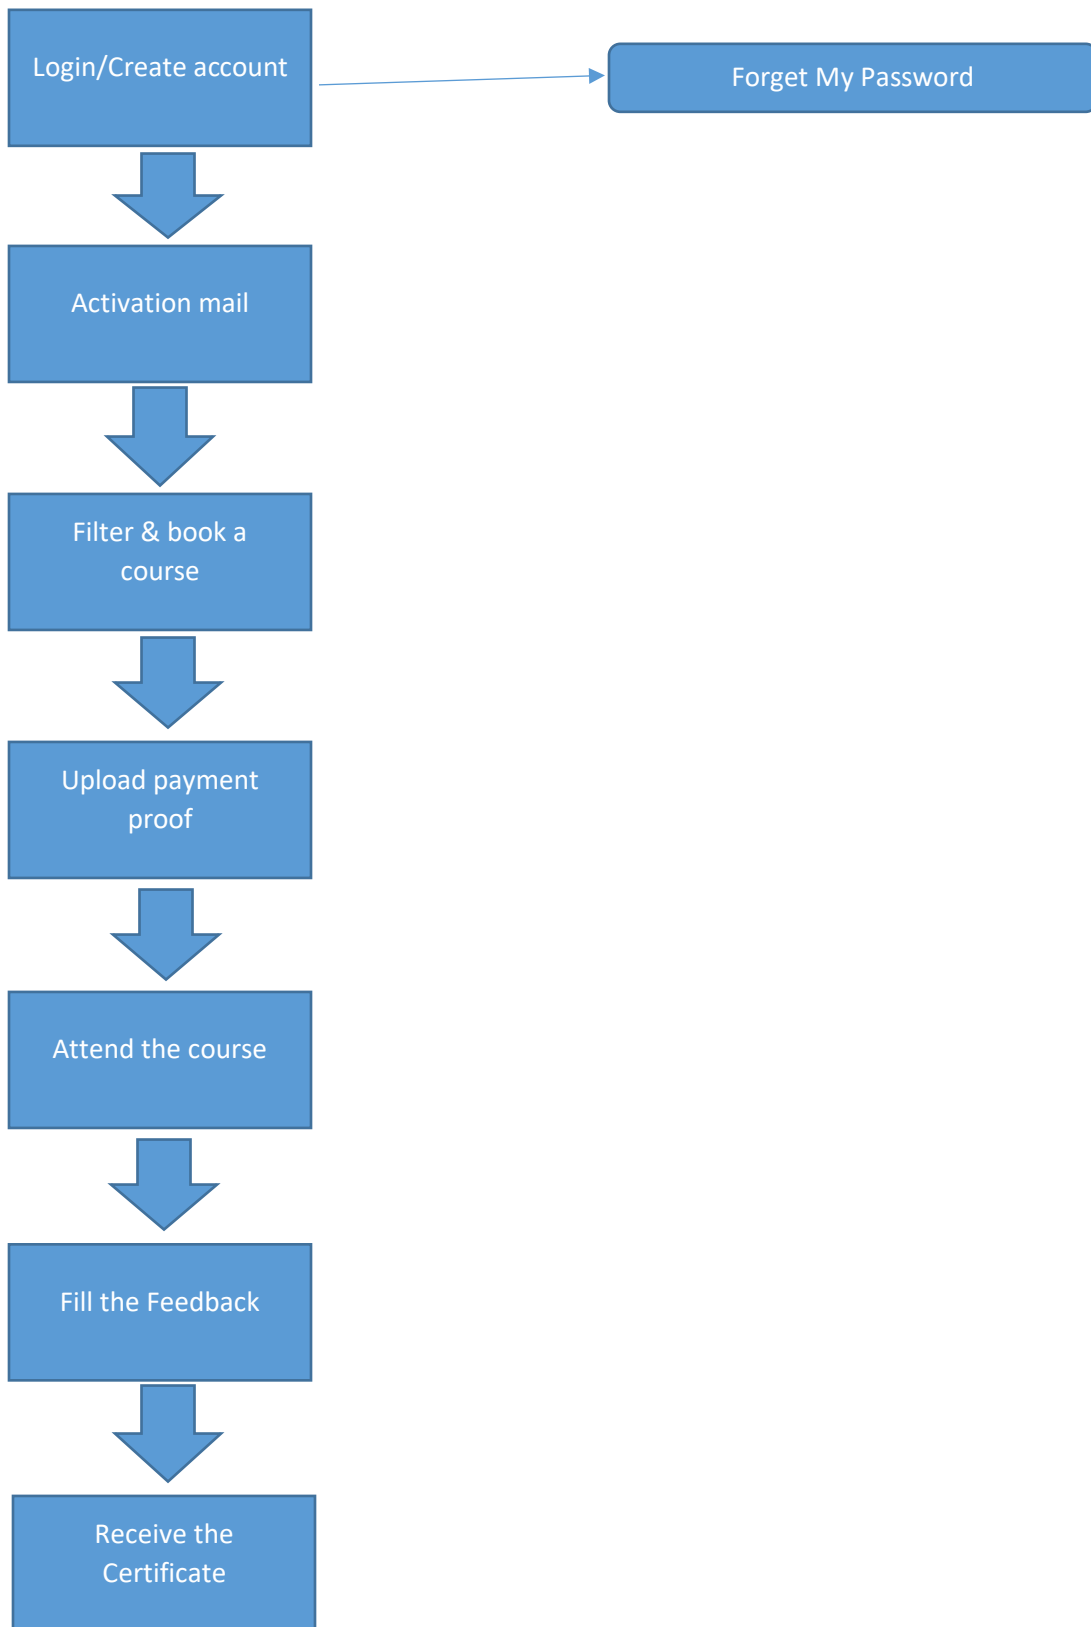 Login/Create account
Forget My Password
Activation mail
Filter & book a
course
Upload payment
proof
Attend the course
Fill the Feedback
Receive the
Certificate